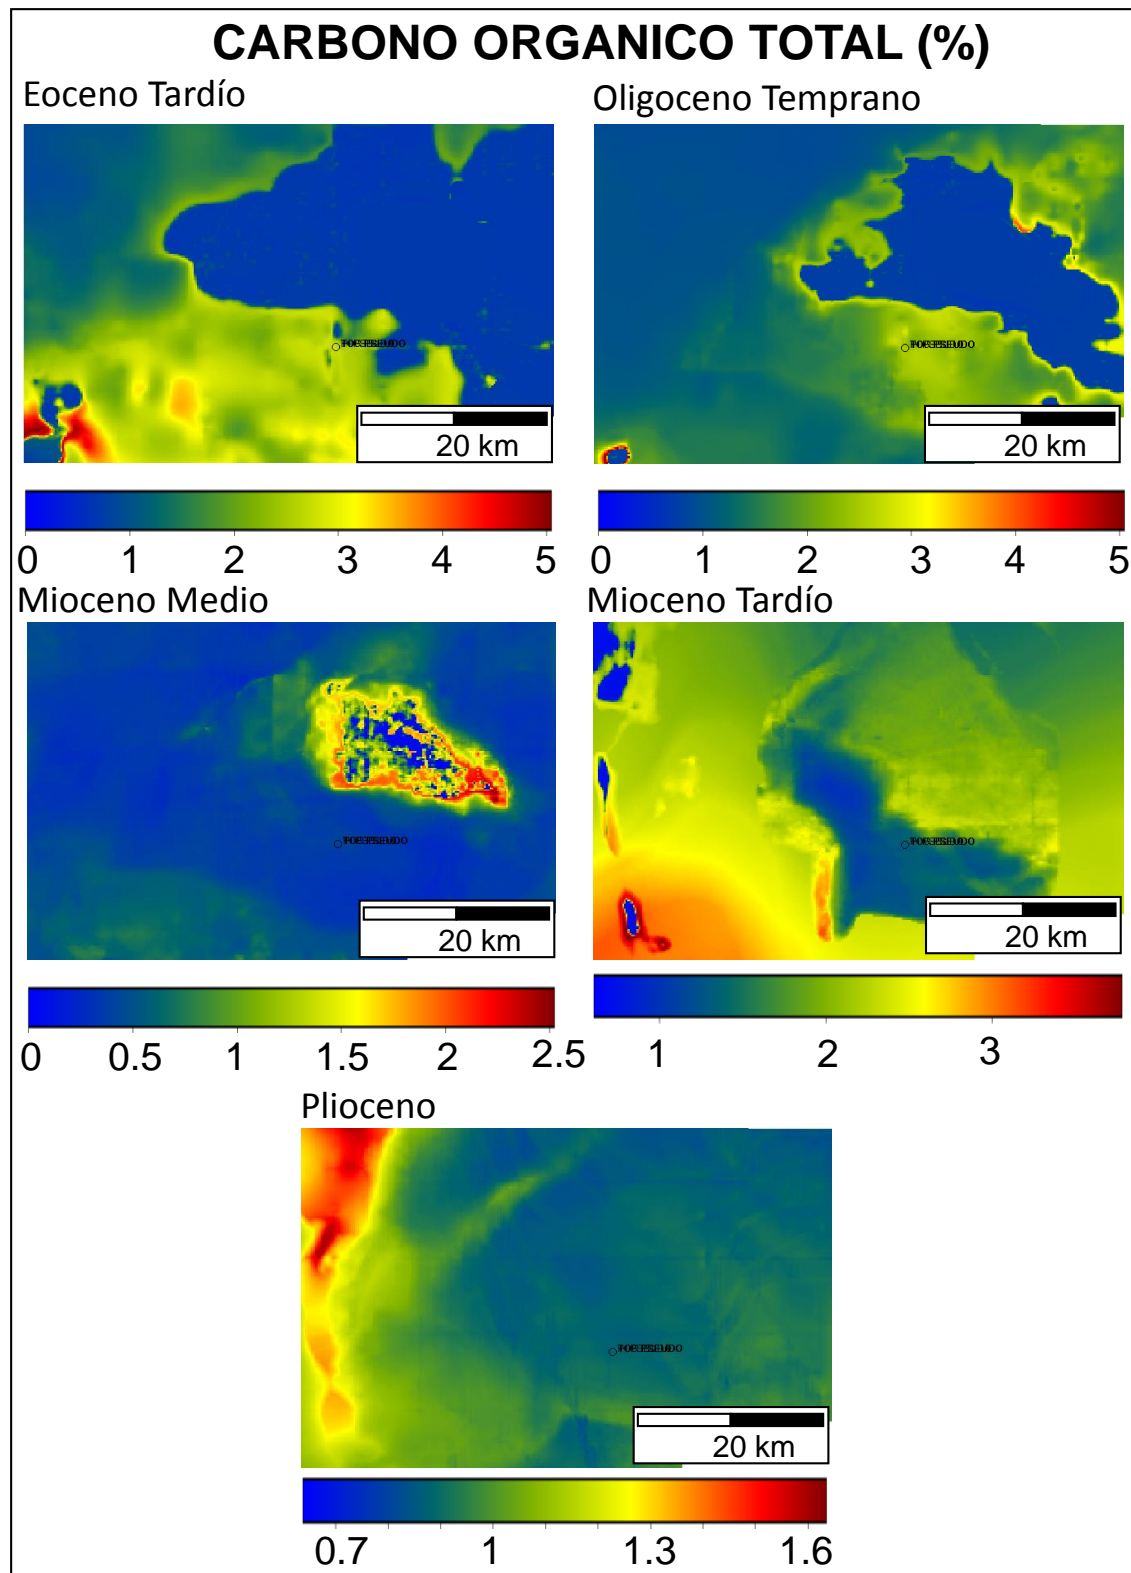 CARBONO ORGANICO TOTAL (%)
Eoceno Tardío
Oligoceno Temprano
20 km
20 km
0 1 2 3 4 5
0 1 2 3 4 5
Mioceno Medio
Mioceno Tardío
20 km
20 km
0 0.5 1 1.5 2 2.5
1 2 3
Plioceno
20 km
0.7 1 1.3 1.6